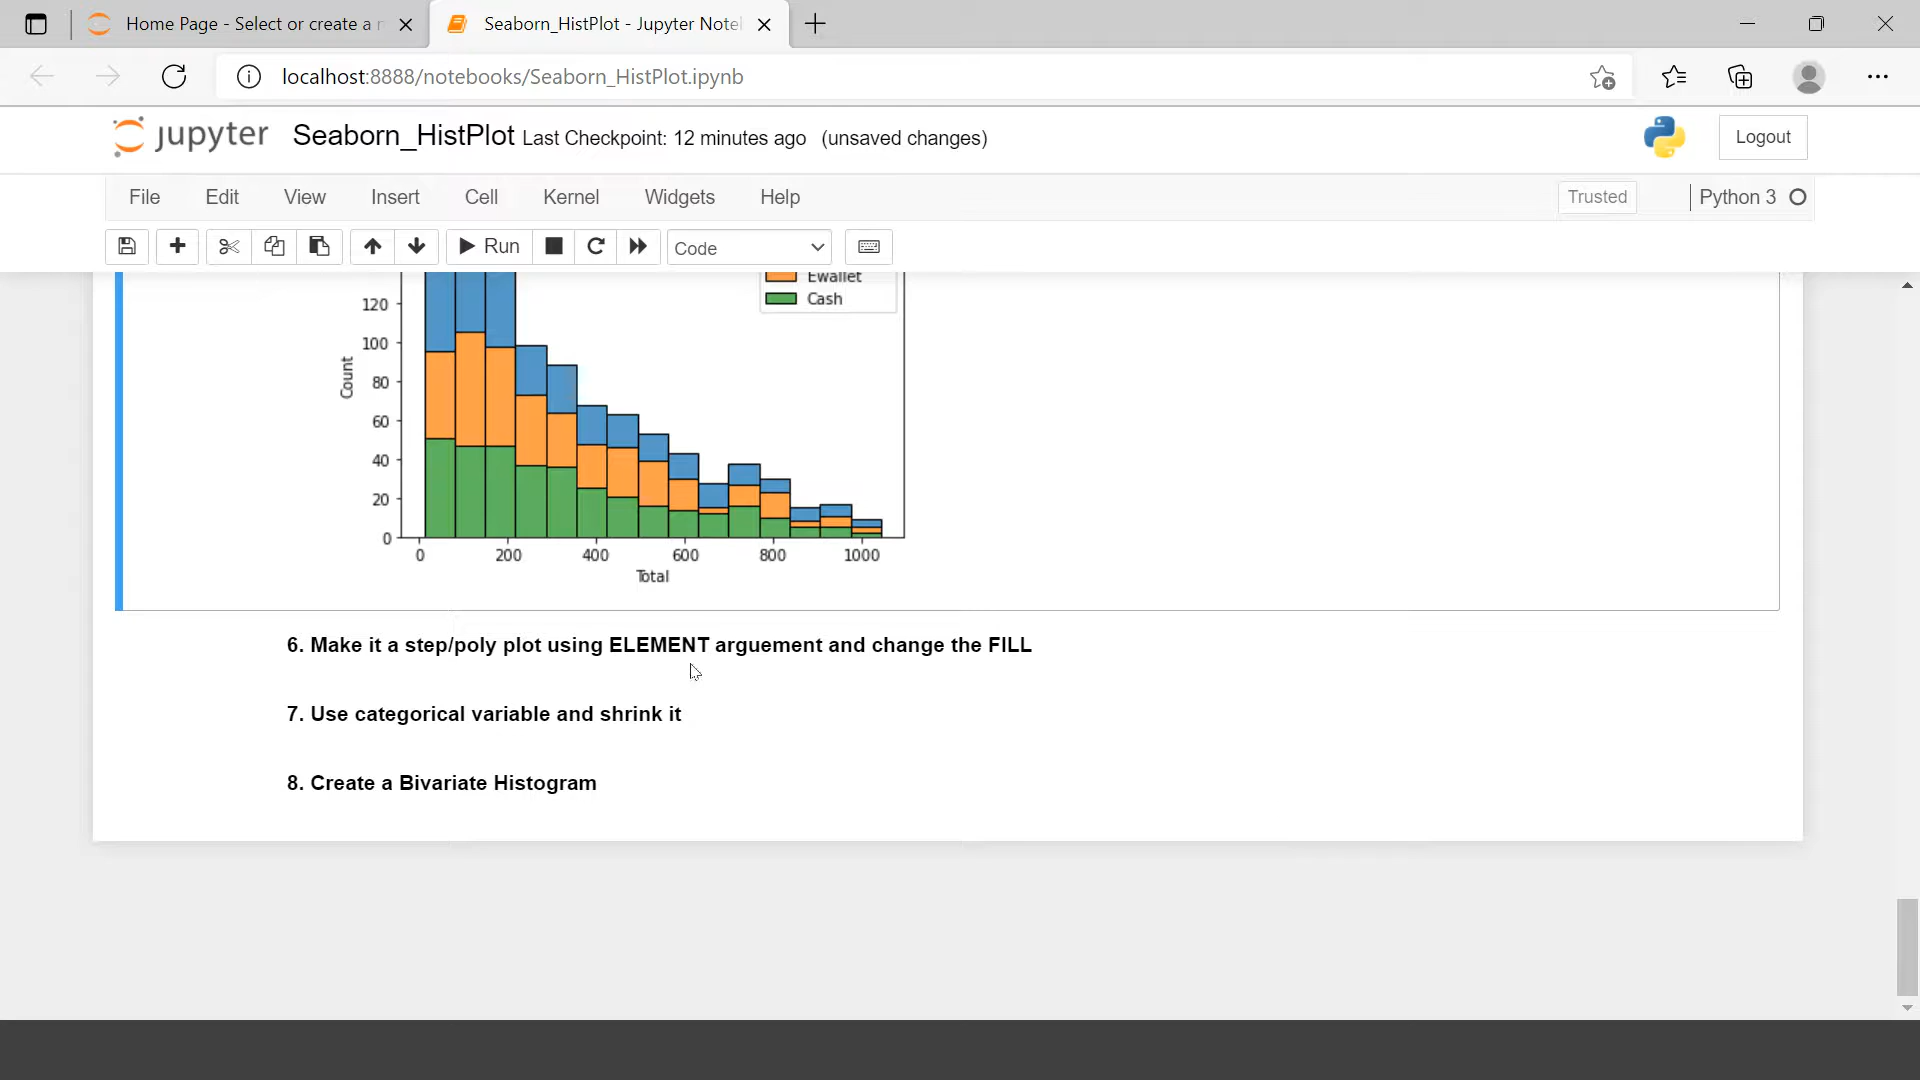 Home Page - Select or create a n
Seaborn_HistPlot - Jupyter Note
localhost:8888/notebooks/Seaborn_HistPlot.ipynb
jupyter Seaborn_HistPlot Last Checkpoint: 12 minutes ago (unsaved changes)
Logout
File Edit View Insert Cell Kernel Widgets Help
Trusted
Python 3
Run
Code
Ewallet
Cash
120
100
80
60
40
20
0
Count
0 200 400 600 800 1000
Total
6. Make it a step/poly plot using ELEMENT arguement and change the FILL
7. Use categorical variable and shrink it
8. Create a Bivariate Histogram